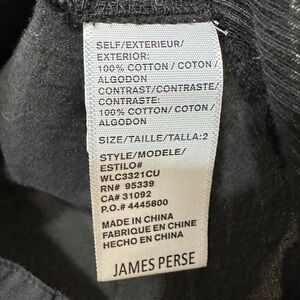 SELF/EXTERIEUR/
EXTERIOR:
100% COTTON/ COTON/
ALGODON
CONTRAST/CONTRASTE/
CONTRASTE:
100% COTTON/ COTON/
ALGODON
SIZE/TAILLE/TALLA:2
STYLE/MODELE/
ESTILO#
WLC3321CU
RN# 95339
CA# 31092
P.O.# 4445800
MADE IN CHINA
FABRIQUE EN CHINE
HECHO EN CHINA
JAMES PERSE